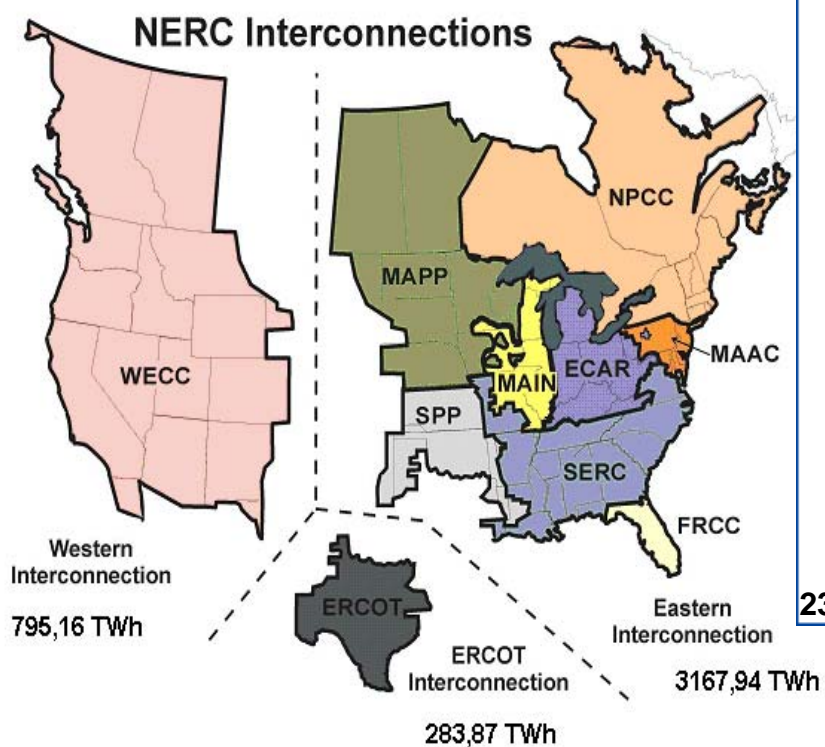 NERC Interconnections
NPCC
MAPP
MAAC
WECC
MAIN
ECAR
SPP
SERC
FRCC
Western
Interconnection
795,16 TWh
ERCOT
ERCOT
Interconnection
283,87 TWh
Eastern
Interconnection
3167,94 TWh
23